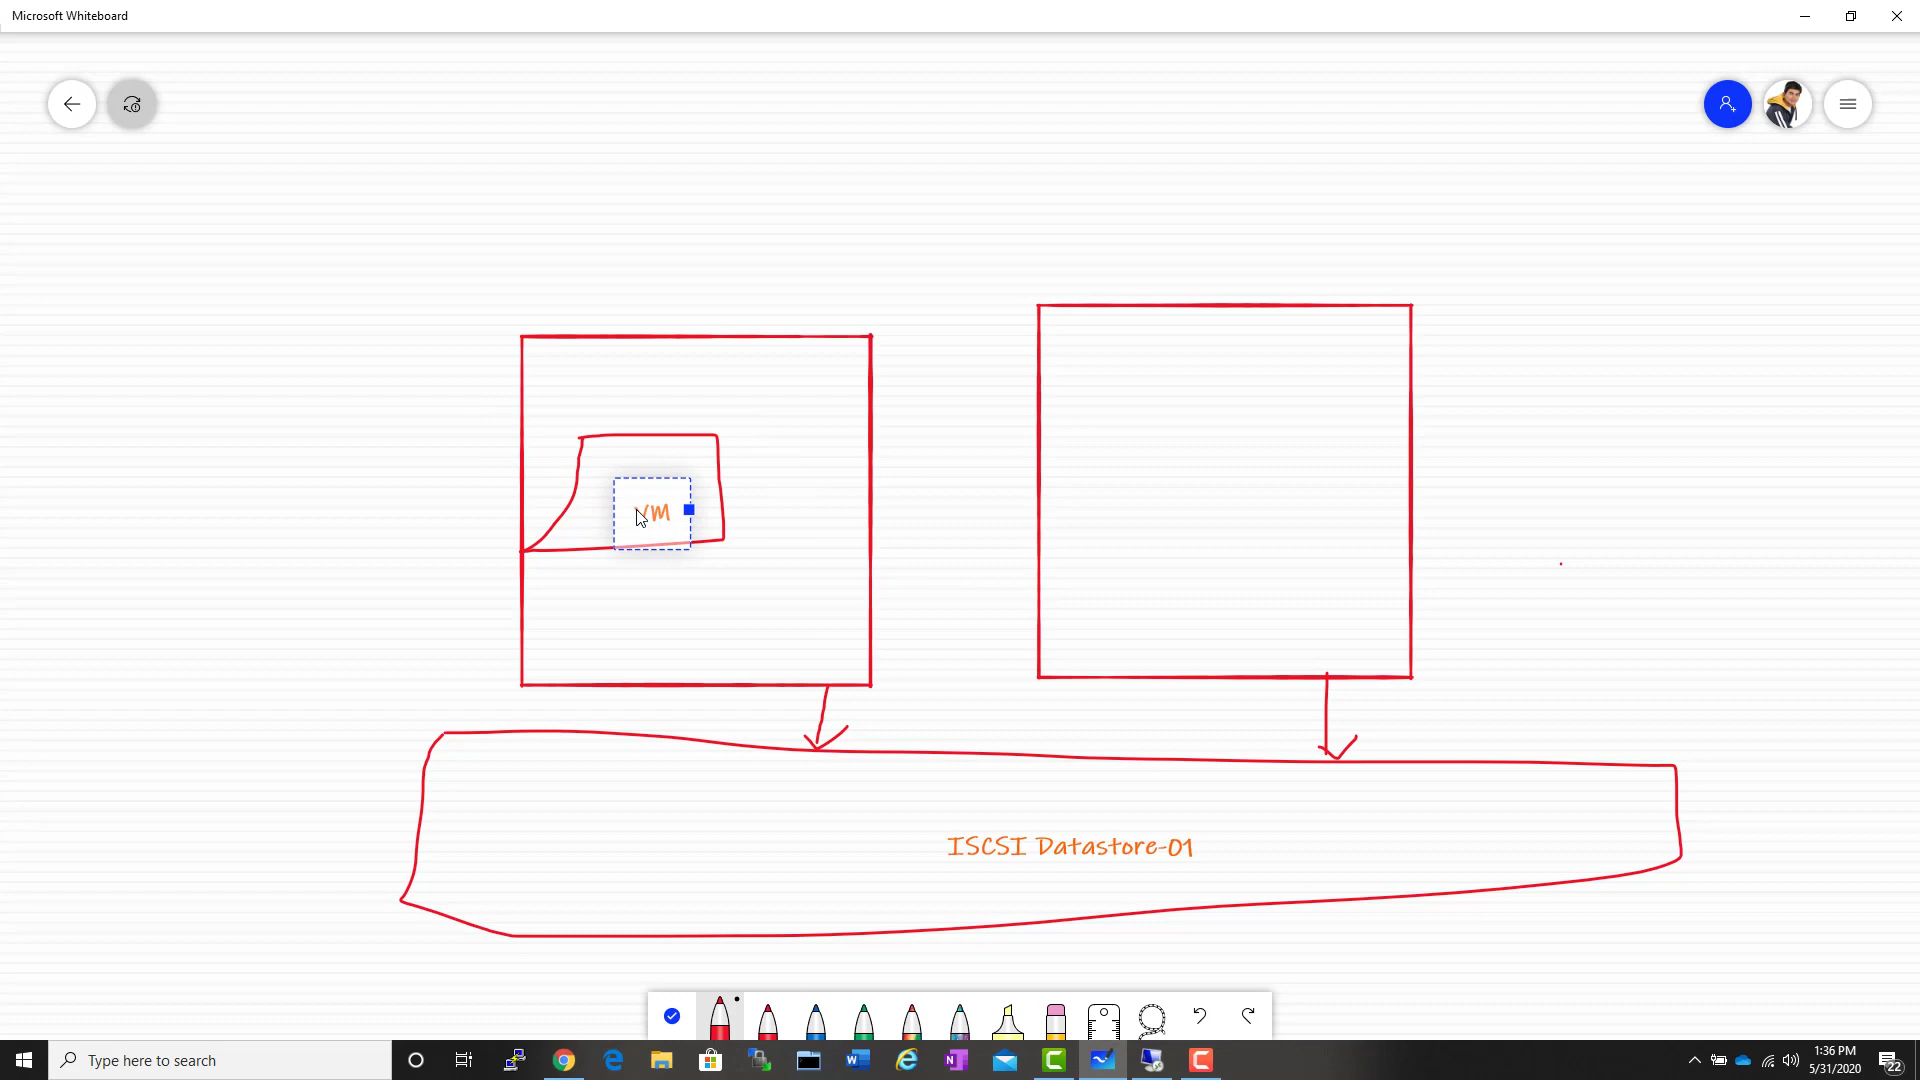 Microsoft Whiteboard
VM
ISCSI Datastore-01
Type here to search
1:36 PM
5/31/2020
22